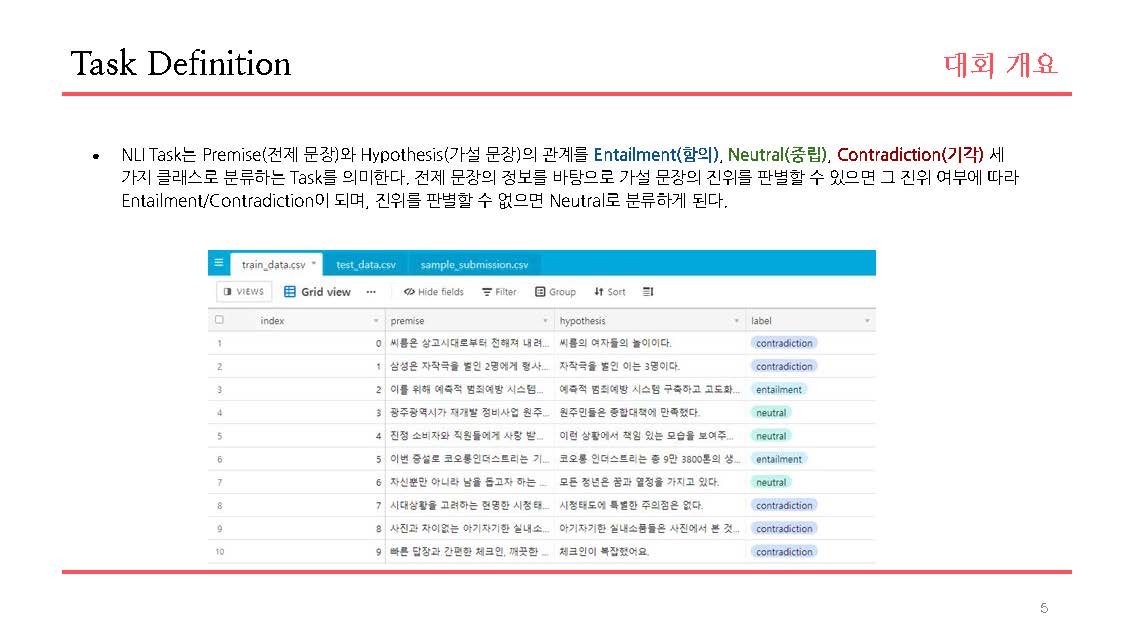 Task Definition
대회 개요
• NLI Task는 Premise(전제 문장)와 Hypothesis(가설 문장)의 관계를 Entailment(함의), Neutral(중립), Contradiction(기각) 세
가지 클래스로 분류하는 Task를 의미한다. 전제 문장의 정보를 바탕으로 가설 문장의 진위를 판별할 수 있으면 그 진위 여부에 따라
Entailment/Contradiction이 되며, 진위를 판별할 수 없으면 Neutral로 분류하게 된다.
train_data.csv test_data.csv sample_submission.csv
VIEWS Grid view ... Hide fields Filter Group Sort
index premise hypothesis label
1 0 씨름은 상고시대로부터 전해져 내려... 씨름의 여자들의 놀이이다. contradiction
2 1 삼성은 자작극을 벌인 2명에게 형사... 자작극을 벌인 이는 3명이다. contradiction
3 2 이를 위해 예측적 범죄예방 시스템... 예측적 범죄예방 시스템 구축하고 고도화... entailment
4 3 광주광역시가 재개발 정비사업 원주... 원주민들은 종합대책에 만족했다. neutral
5 4 진정 소비자와 직원들에게 사랑 받... 이런 상황에서 책임 있는 모습을 보여주... neutral
6 5 이번 증설로 코오롱인더스트리는 기... 코오롱 인더스트리는 총 9만 3800톤의 생... entailment
7 6 자신뿐만 아니라 남을 돕고자 하는 ... 모든 청년은 꿈과 열정을 가지고 있다. neutral
8 7 시대상황을 고려하는 현명한 시청태... 시청태도에 특별한 주의점은 없다. contradiction
9 8 사진과 차이없는 아기자기한 실내소... 아기자기한 실내소품들은 사진에서 본 것... contradiction
10 9 빠른 답장과 간편한 체크인, 깨끗한 ... 체크인이 복잡했어요. contradiction
5